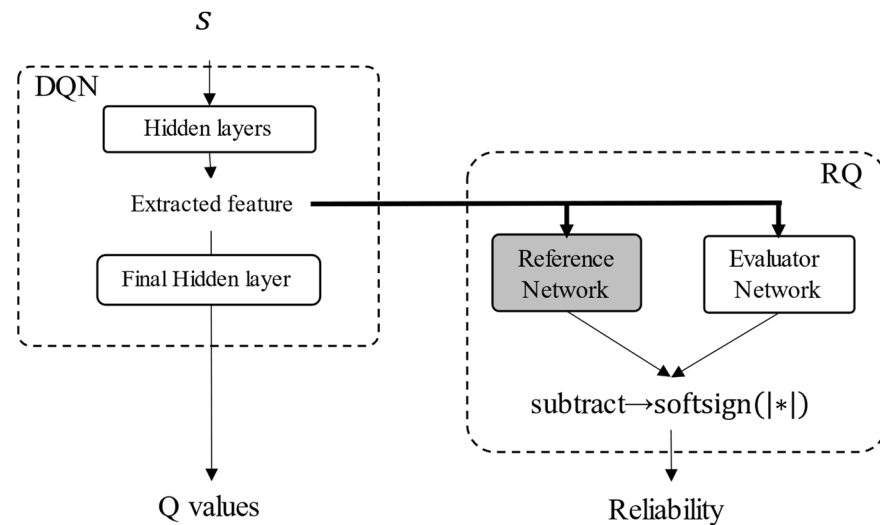 s
DQN
Hidden layers
Extracted feature
Final Hidden layer
Q values
RQ
Reference
Network
Evaluator
Network
subtract→softsign(|*|)
Reliability